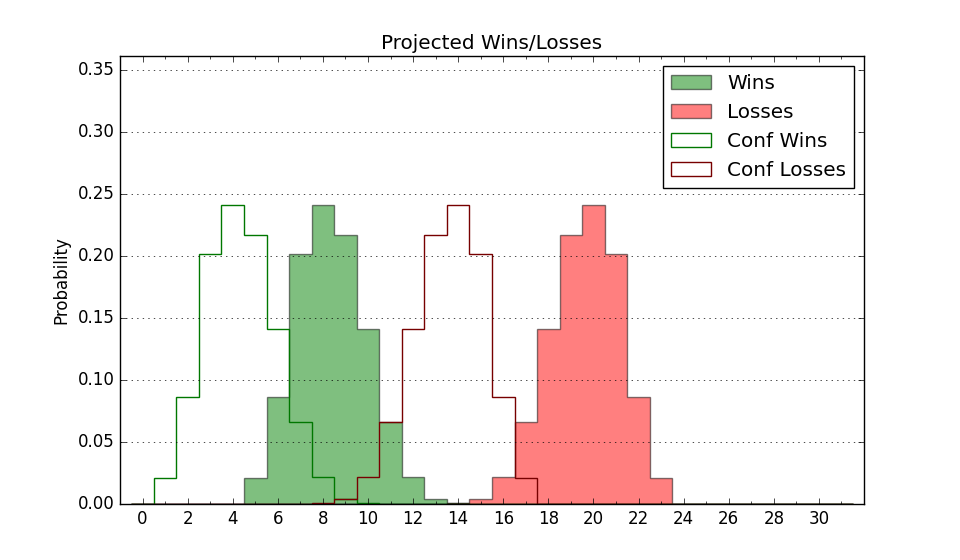 Projected Wins/Losses
0.35
0.30
0.25
0.20
0.15
0.10
0.05
0.00
Probability
Wins
Losses
Conf Wins
Conf Losses
0 2 4 6 8 10 12 14 16 18 20 22 24 26 28 30